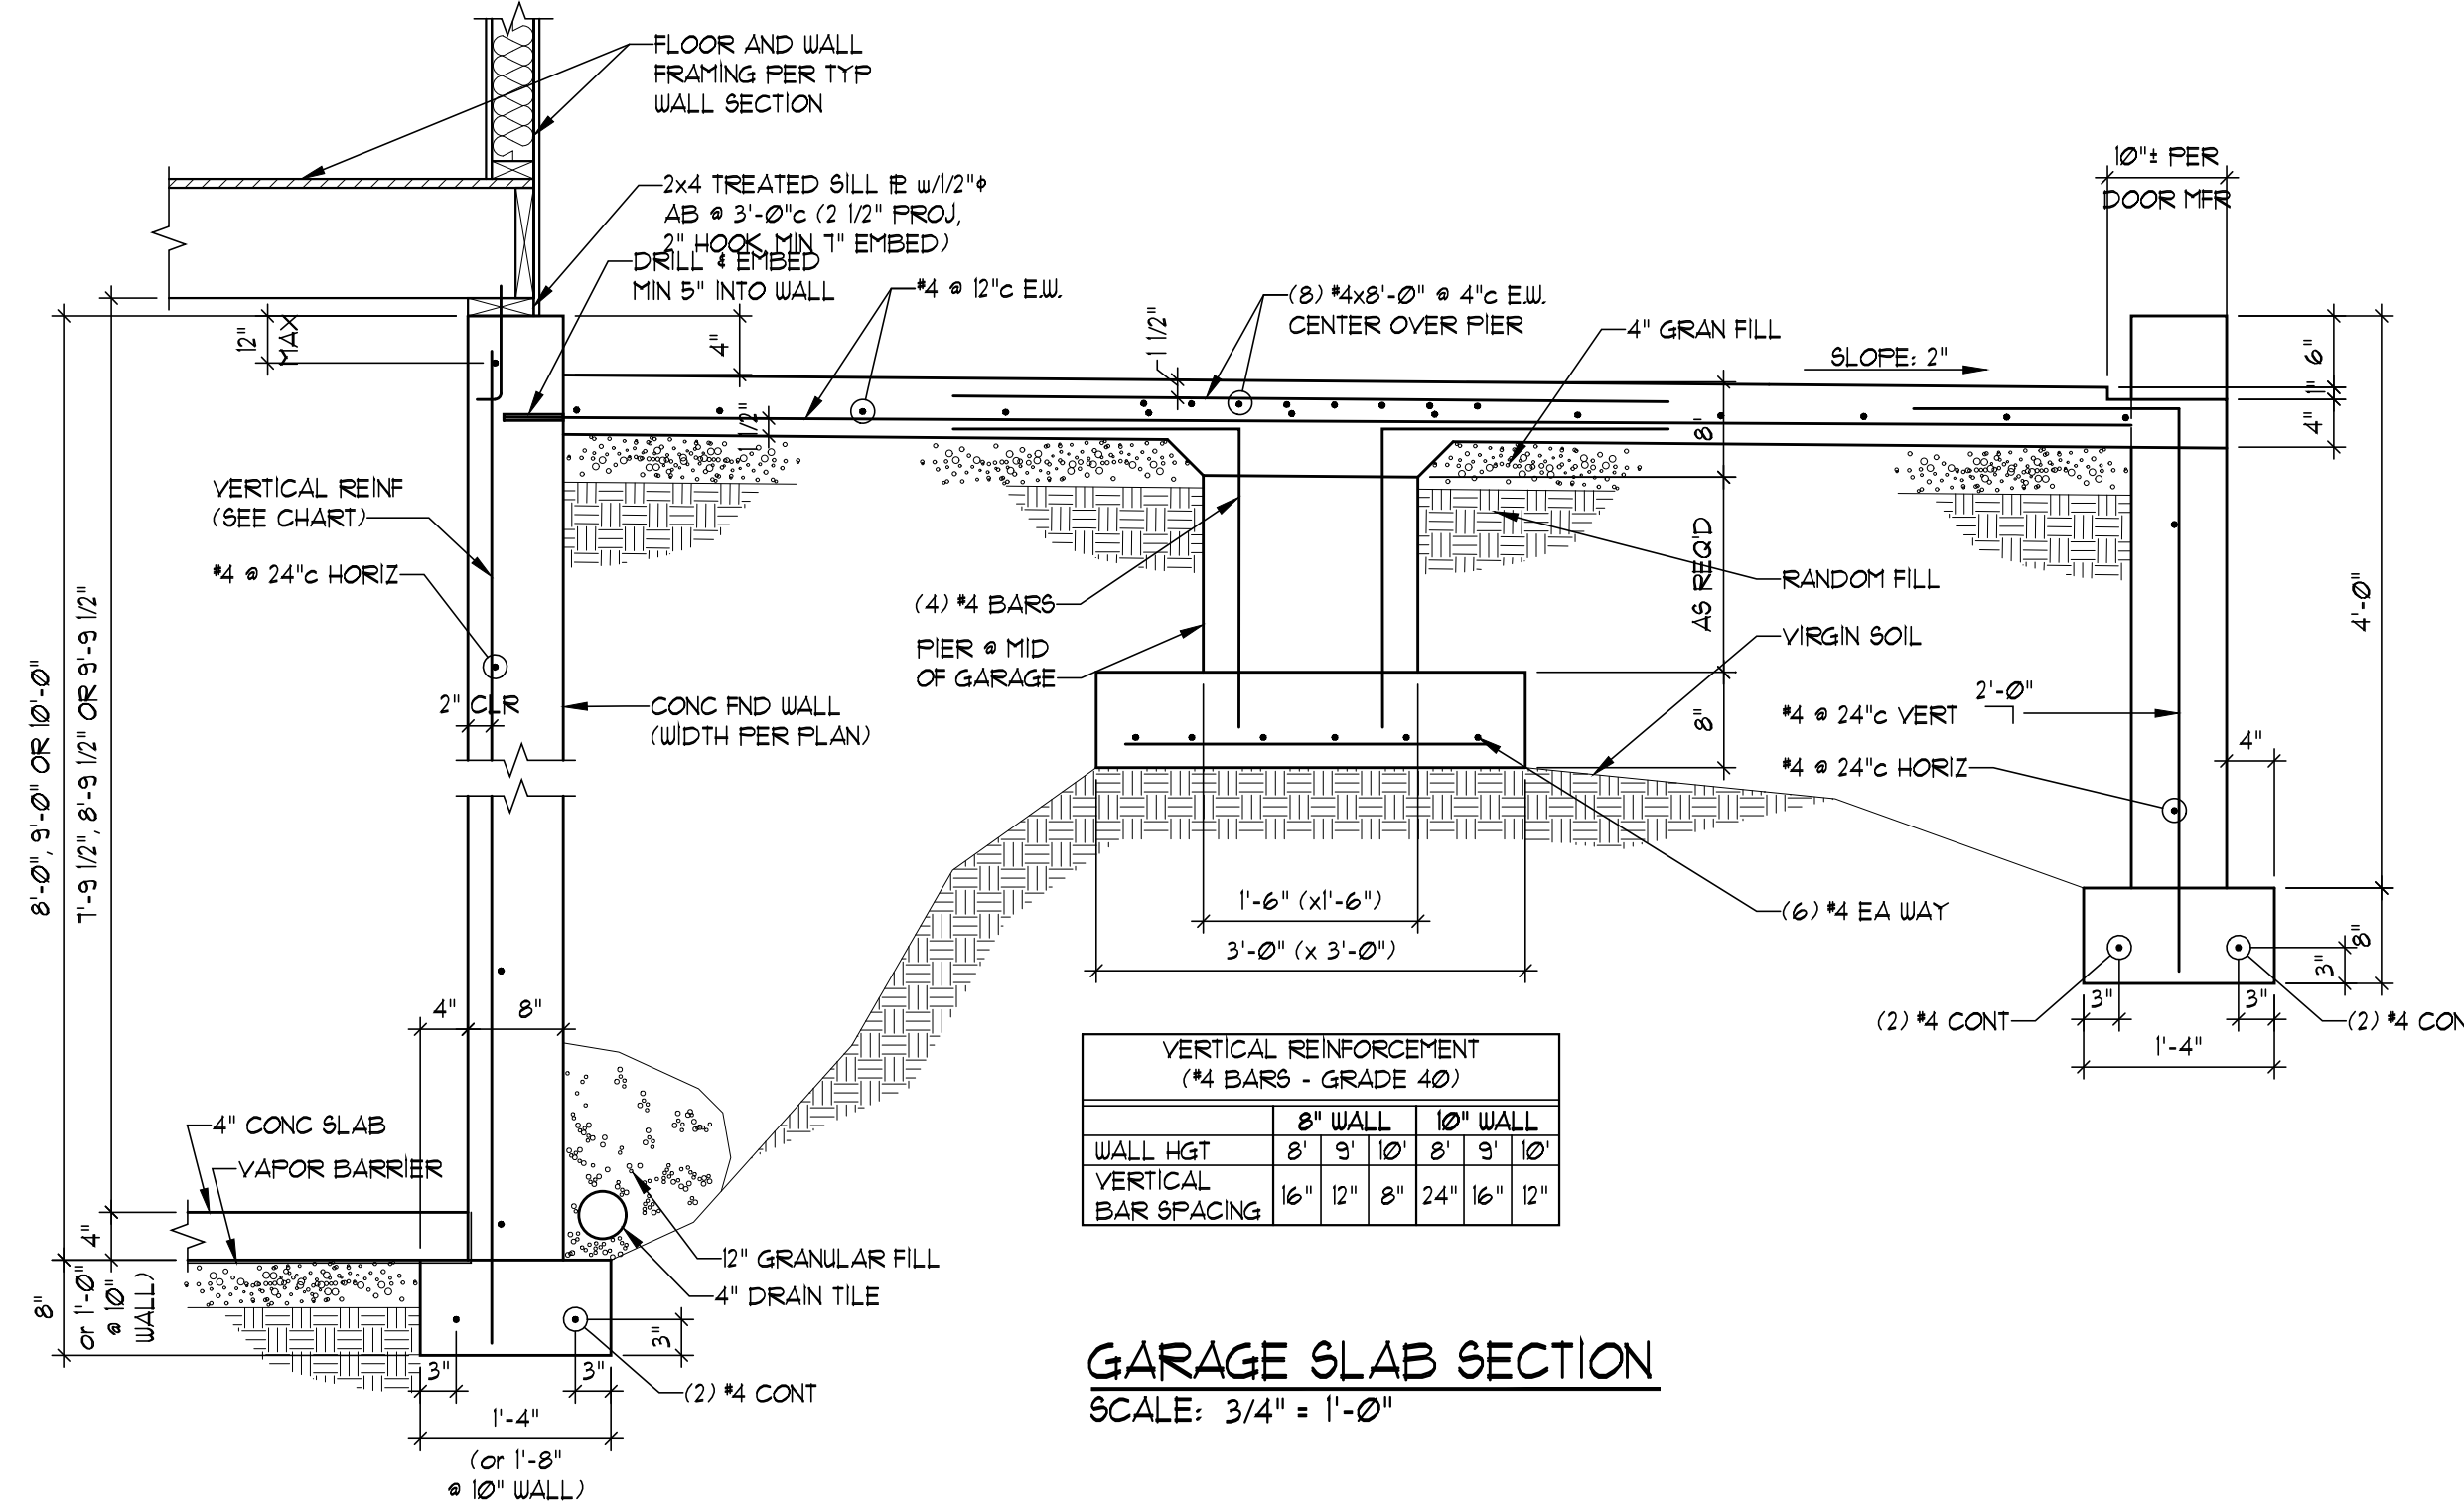 FLOOR AND WALL
FRAMING PER TYP
WALL SECTION
2x4 TREATED SILL PL w/1/2"Φ
AB @ 3'-0"c (2 1/2" PROJ,
2" HOOK, MIN 7" EMBED)
DRILL & EMBED
MIN 5" INTO WALL
#4 @ 12"c E.W.
(8) #4x8'-0" @ 4"c E.W.
CENTER OVER PIER
4" GRAN FILL
SLOPE: 2"
10"± PER
DOOR MFR
12"
MAX
4"
1 1/2"
1 1/2"
8"
6"
1"
4"
VERTICAL REINF
(SEE CHART)
#4 @ 24"c HORIZ
8'-0", 9'-0" OR 10'-0"
7'-9 1/2", 8'-9 1/2" OR 9'-9 1/2"
2" CLR
CONC FND WALL
(WIDTH PER PLAN)
(4) #4 BARS
PIER @ MID
OF GARAGE
AS REQ'D
RANDOM FILL
VIRGIN SOIL
8"
#4 @ 24"c VERT
2'-0"
#4 @ 24"c HORIZ
4"
4'-0"
1'-6" (x1'-6")
3'-0" (x 3'-0")
(6) #4 EA WAY
8"
3"
3"
3"
(2) #4 CONT
(2) #4 CON
1'-4"
4"
8"
4" CONC SLAB
VAPOR BARRIER
4"
8"
or 1'-0"
@ 10"
WALL)
12" GRANULAR FILL
4" DRAIN TILE
3"
3"
3"
(2) #4 CONT
1'-4"
(or 1'-8"
@ 10" WALL)
VERTICAL REINFORCEMENT
(#4 BARS - GRADE 40)
8" WALL 10" WALL
WALL HGT 8' 9' 10' 8' 9' 10'
VERTICAL
BAR SPACING 16" 12" 8" 24" 16" 12"
GARAGE SLAB SECTION
SCALE: 3/4" = 1'-0"